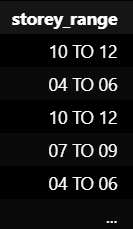 storey_range
10 TO 12
04 TO 06
10 TO 12
07 TO 09
04 TO 06
...